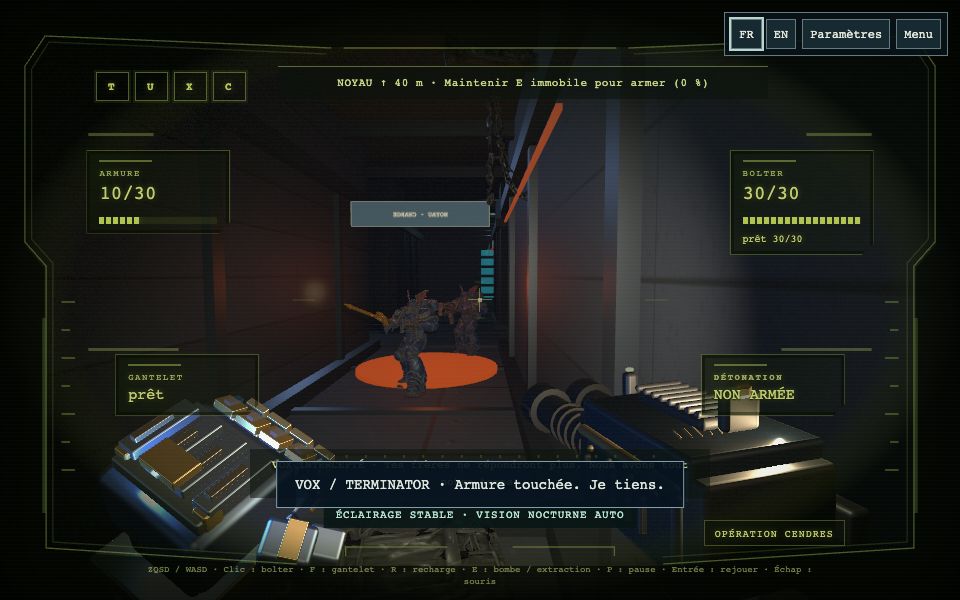 FR EN Paramètres Menu
T U X C
NOYAU ↑ 40 m · Maintenir E immobile pour armer (0 %)
ARMURE
10/30
BOLTER
30/30
prêt 30/30
NOYAU · CHARGE
GANTELET
prêt
DÉTONATION
NON ARMÉE
VOX / TERMINATOR · Armure touchée. Je tiens.
ÉCLAIRAGE STABLE · VISION NOCTURNE AUTO
OPÉRATION CENDRES
ZQSD / WASD · Clic : bolter · F : gantelet · R : recharge · E : bombe / extraction · P : pause · Entrée : rejouer · Échap :
souris